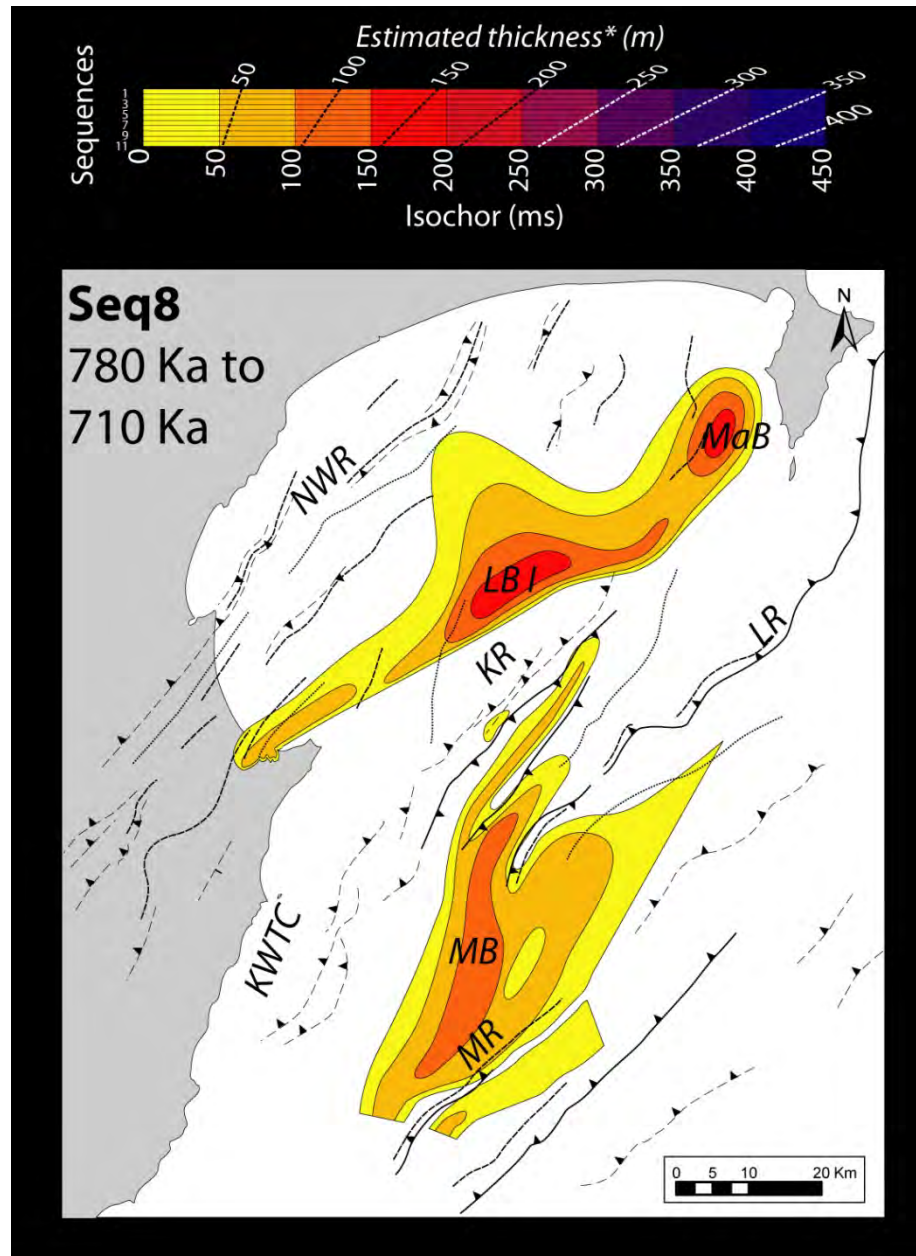 Estimated thickness* (m)
50 100 150 200 250 300 350
400
Sequences
1
3
5
7
9
11
0 50 100 150 200 250 300 350 400 450
Isochor (ms)
Seq8
780 Ka to
710 Ka
N
MaB
NWR
LB I
LR
KR
KWTC
MB
MR
0 5 10 20 Km